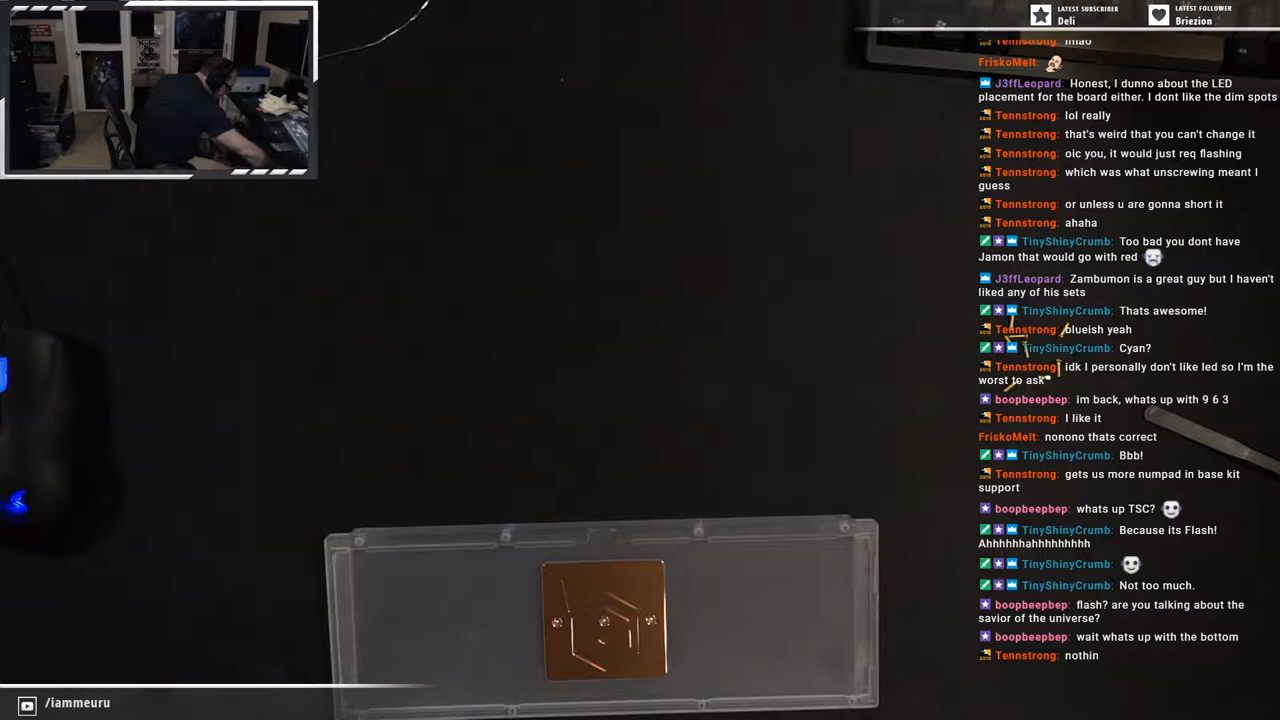 LATEST SUBSCRIBER
Deli
LATEST FOLLOWER
Briezion
Tennstrong: lmao
FriskoMelt:
J3ffLeopard: Honest, I dunno about the LED
placement for the board either. I dont like the dim spots
Tennstrong: lol really
Tennstrong: that's weird that you can't change it
Tennstrong: oic you, it would just req flashing
Tennstrong: which was what unscrewing meant I
guess
Tennstrong: or unless u are gonna short it
Tennstrong: ahaha
TinyShinyCrumb: Too bad you dont have
Jamon that would go with red
J3ffLeopard: Zambumon is a great guy but I haven't
liked any of his sets
TinyShinyCrumb: Thats awesome!
Tennstrong: blueish yeah
TinyShinyCrumb: Cyan?
Tennstrong: idk I personally don't like led so I'm the
worst to ask
boopbeepbep: im back, whats up with 9 6 3
Tennstrong: I like it
FriskoMelt: nonono thats correct
TinyShinyCrumb: Bbb!
Tennstrong: gets us more numpad in base kit
support
boopbeepbep: whats up TSC?
TinyShinyCrumb: Because its Flash!
Ahhhhhhahhhhhhhhh
TinyShinyCrumb:
TinyShinyCrumb: Not too much.
boopbeepbep: flash? are you talking about the
savior of the universe?
boopbeepbep: wait whats up with the bottom
Tennstrong: nothin
/iammeuru